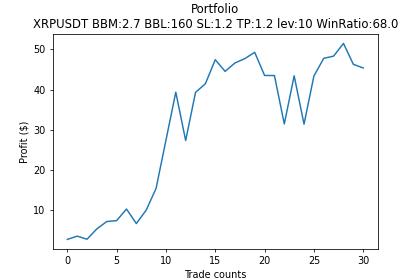 Portfolio
XRPUSDT BBM:2.7 BBL:160 SL:1.2 TP:1.2 lev:10 WinRatio:68.0
50
40
30
20
10
Profit ($)
0 5 10 15 20 25 30
Trade counts